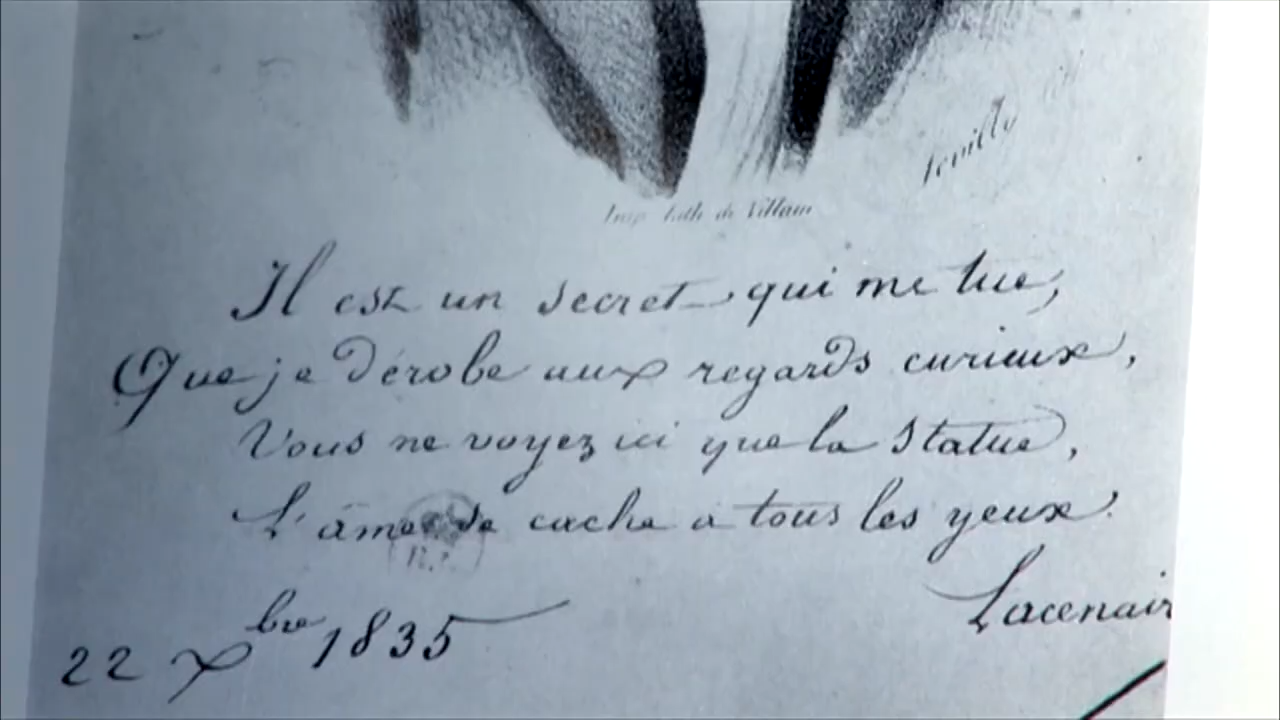 Imp. Lith. de Villain
Il est un secret qui me tue,
Que je dérobe aux regards curieux,
Vous ne voyez ici que la statue,
L'âme se cache à tous les yeux.
Lacenair
22 Xbre 1835